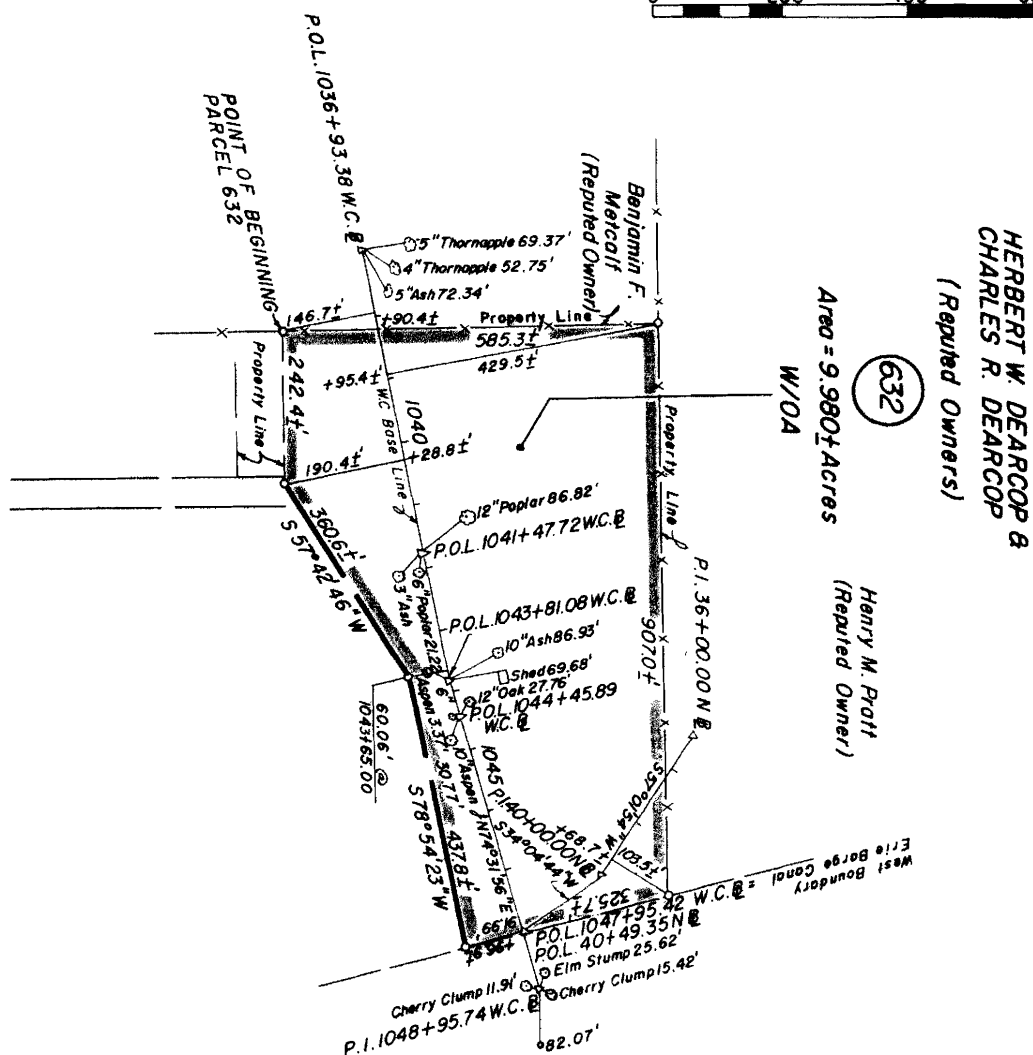 HERBERT W. DEARCOP &
CHARLES R. DEARCOP
(Reputed Owners)
632
Area = 9.980± Acres
W/OA
Henry M. Pratt
(Reputed Owner)
Benjamin F.
Metcalf
(Reputed Owner)
P.O.L. 1036+93.38 W.C. ₧
POINT OF BEGINNING
PARCEL 632
5" Thornapple 69.37'
4" Thornapple 52.75'
5" Ash 72.34'
146.7±'
+90.4±
Property Line
585.3±'
429.5±'
+95.4±
W.C. Base Line
1040
+28.8±
242.4±'
Property Line
190.4±'
360.6±'
S 57° 42' 46" W
12" Poplar 86.82'
P.O.L. 1041+47.72 W.C. ₧
6" Poplar 21.22'
3" Ash
P.O.L. 1043+81.08 W.C. ₧
10" Ash 86.93'
Shed 69.68'
12" Oak 27.76'
P.O.L. 1044+45.89
W.C. ₧
6" Aspen 3.37'
10" Aspen 30.77'
60.06' @
1043+65.00
1045
N 74° 31' 56" E
S 78° 54' 23" W
437.8±'
Property Line
907.0±'
P.I. 36+00.00 N ₧
S 57° 01' 54" W
P.I. 40+00.00 N ₧
+68.7±
103.5±'
S 34° 04' 44" W
325.7±'
West Boundary
Erie Barge Canal =
P.O.L. 1047+56.42 W.C. ₧
P.O.L. 40+49.35 N ₧
Elm Stump 25.62'
Cherry Clump 15.42'
Cherry Clump 11.91'
P.I. 1048+95.74 W.C. ₧
82.07'